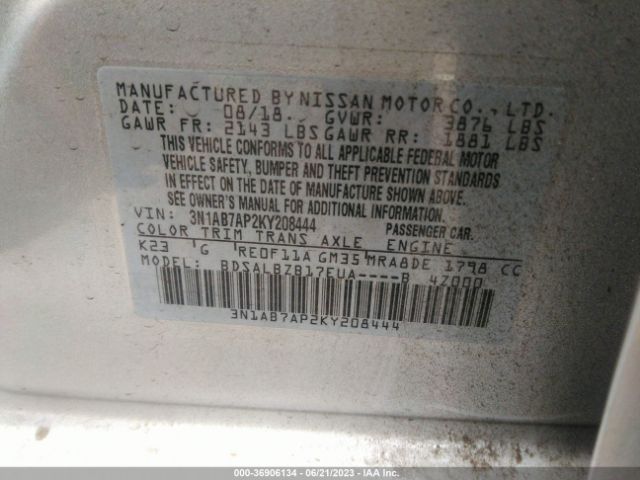 MANUFACTURED BY NISSAN MOTOR CO., LTD.
DATE: 08/18. GVWR: 3876 LBS
GAWR FR: 2143 LBS GAWR RR: 1881 LBS
THIS VEHICLE CONFORMS TO ALL APPLICABLE FEDERAL MOTOR
VEHICLE SAFETY, BUMPER AND THEFT PREVENTION STANDARDS
IN EFFECT ON THE DATE OF MANUFACTURE SHOWN ABOVE.
SEE OWNER'S MANUAL FOR ADDITIONAL INFORMATION.
VIN: 3N1AB7AP2KY208444 PASSENGER CAR.
COLOR TRIM TRANS AXLE ENGINE
K23 G RE0F11A GM35 MRA8DE 1798 CC
MODEL: BDSALBZB17EUA----B 4Z000
3N1AB7AP2KY208444
000-36906134 - 06/21/2023 - IAA Inc.